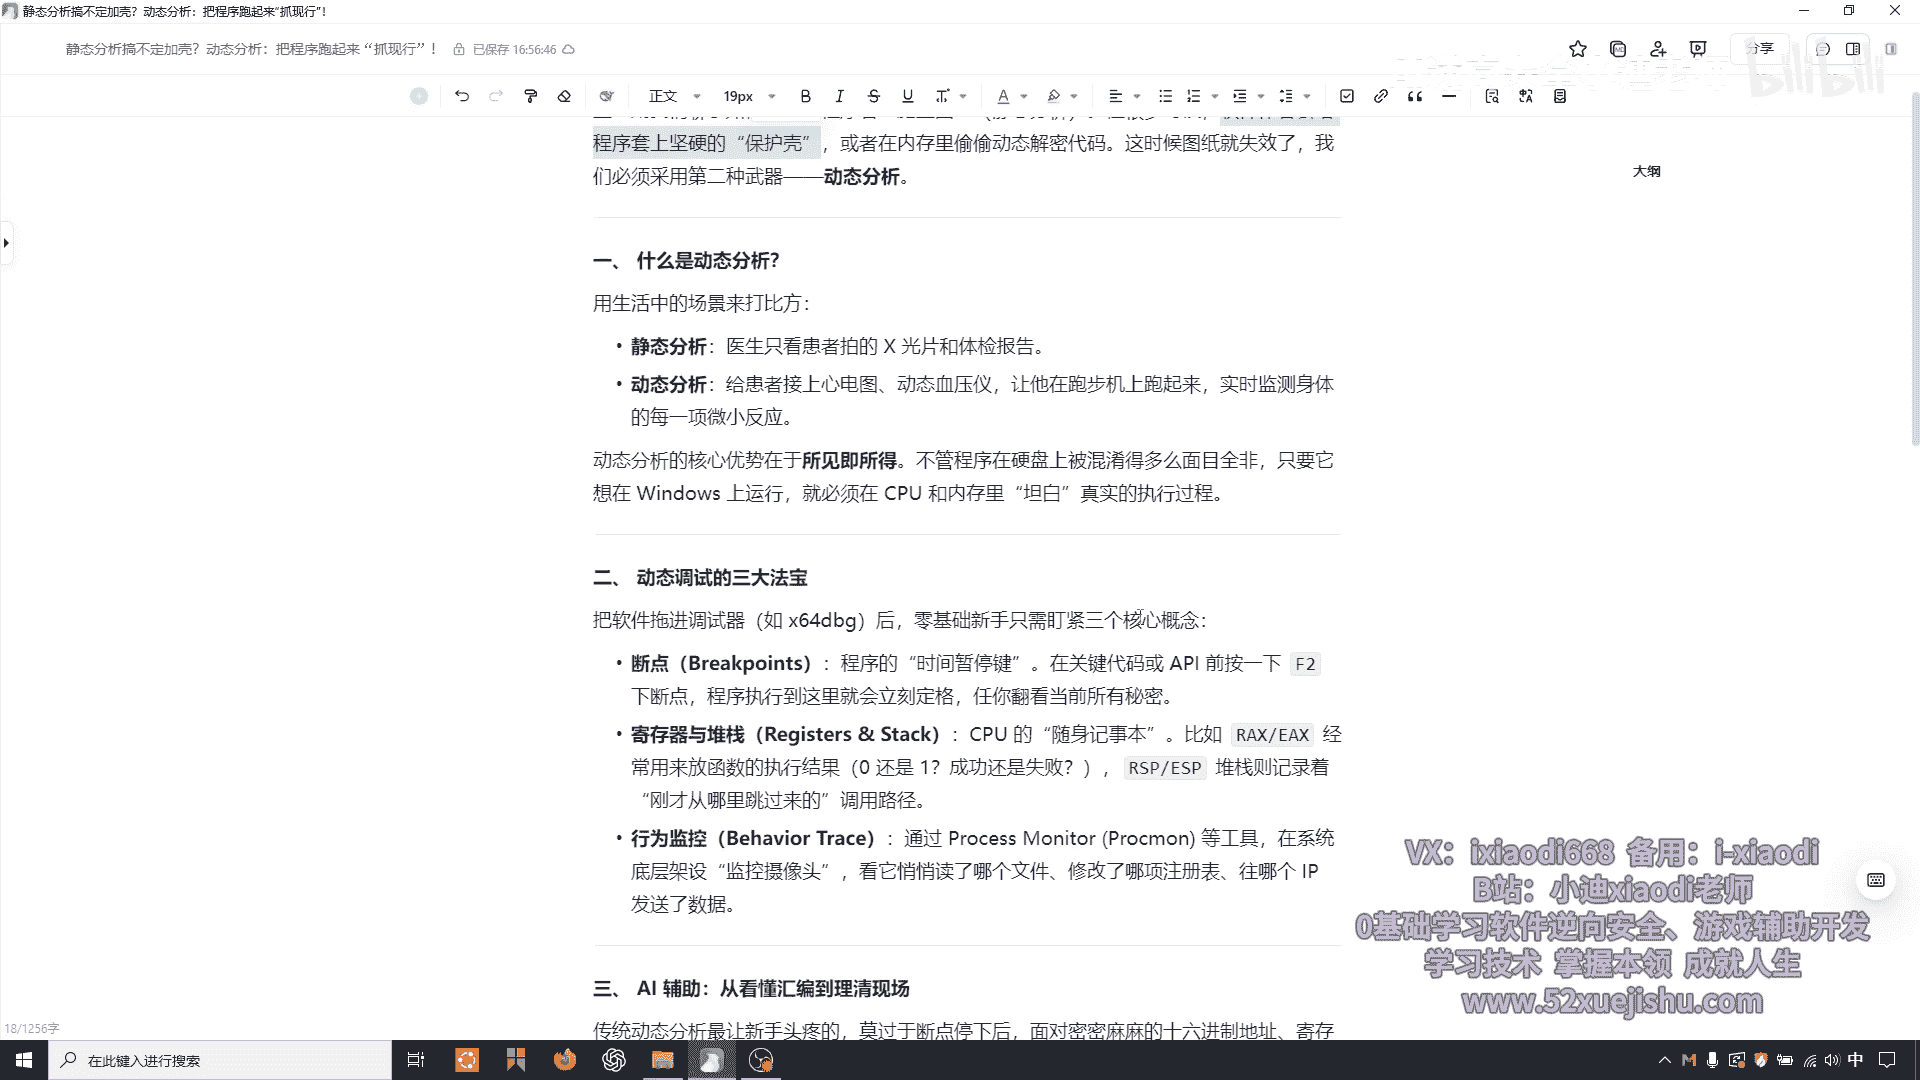 静态分析搞不定加壳？动态分析：把程序跑起来“抓现行”！
静态分析搞不定加壳？动态分析：把程序跑起来“抓现行”！ 已保存 16:56:46
分享
bilibili
正文 19px
程序套上坚硬的“保护壳”，或者在内存里偷偷动态解密代码。这时候图纸就失效了，我
们必须采用第二种武器——动态分析。
大纲
一、 什么是动态分析？
用生活中的场景来打比方：
• 静态分析：医生只看患者拍的 X 光片和体检报告。
• 动态分析：给患者接上心电图、动态血压仪，让他在跑步机上跑起来，实时监测身体
的每一项微小反应。
动态分析的核心优势在于所见即所得。不管程序在硬盘上被混淆得多么面目全非，只要它
想在 Windows 上运行，就必须在 CPU 和内存里“坦白”真实的执行过程。
二、 动态调试的三大法宝
把软件拖进调试器（如 x64dbg）后，零基础新手只需盯紧三个核心概念：
• 断点（Breakpoints）：程序的“时间暂停键”。在关键代码或 API 前按一下 F2
下断点，程序执行到这里就会立刻定格，任你翻看当前所有秘密。
• 寄存器与堆栈（Registers & Stack）：CPU 的“随身记事本”。比如 RAX/EAX 经
常用来放函数的执行结果（0 还是 1？成功还是失败？），RSP/ESP 堆栈则记录着
“刚才从哪里跳过来的”调用路径。
• 行为监控（Behavior Trace）：通过 Process Monitor (Procmon) 等工具，在系统
底层架设“监控摄像头”，看它悄悄读了哪个文件、修改了哪项注册表、往哪个 IP
发送了数据。
三、 AI 辅助：从看懂汇编到理清现场
传统动态分析最让新手头疼的，莫过于断点停下后，面对密密麻麻的十六进制地址、寄存
VX：ixiaodi668 备用：i-xiaodi
B站：小迪xiaodi老师
0基础学习软件逆向安全、游戏辅助开发
学习技术 掌握本领 成就人生
www.52xuejishu.com
18/1256字
在此键入进行搜索
中